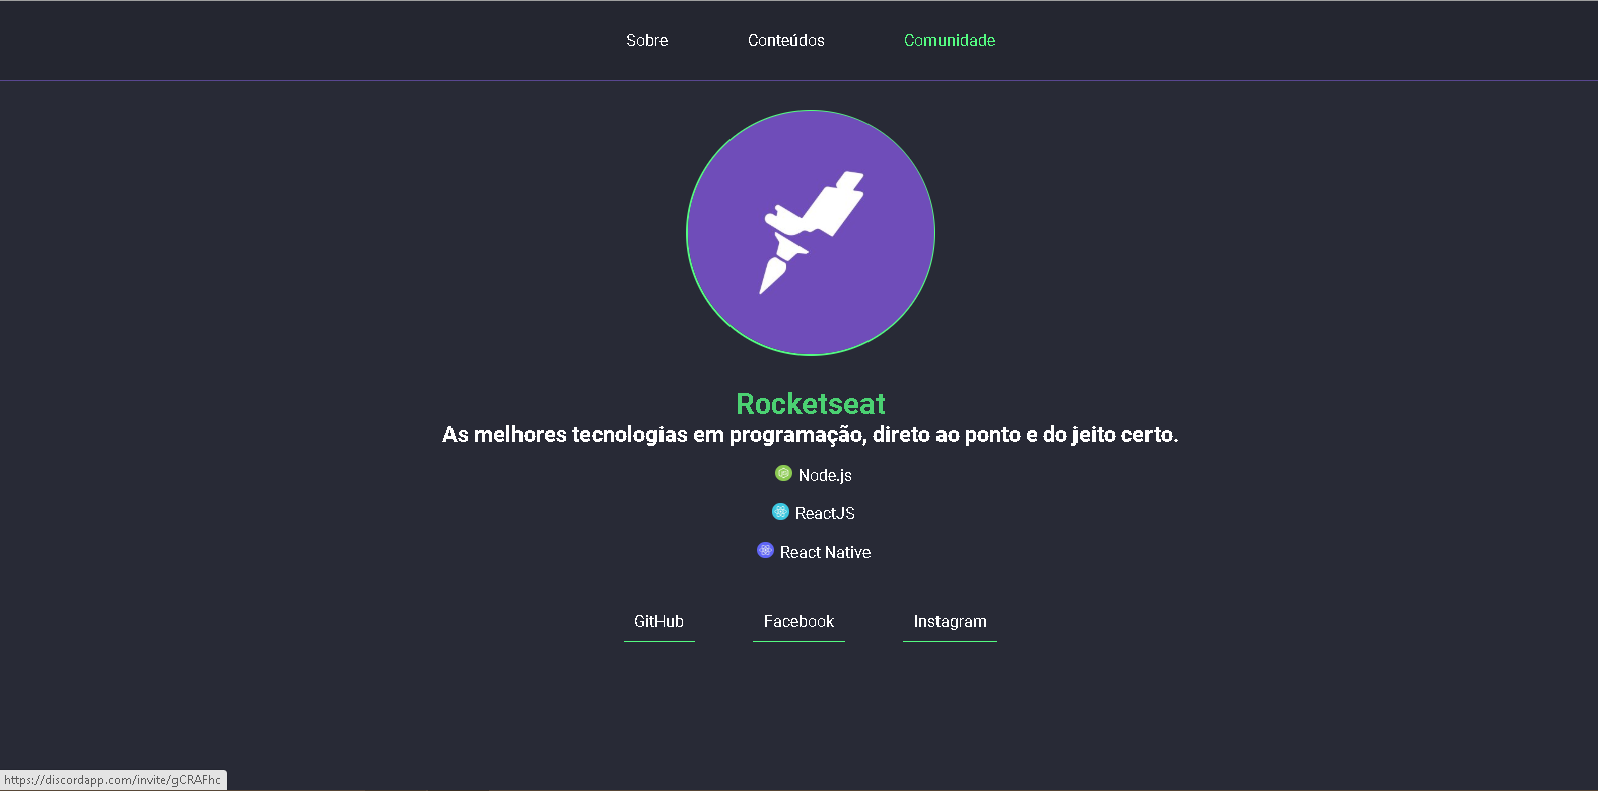 Sobre Conteúdos Comunidade
Rocketseat
As melhores tecnologias em programação, direto ao ponto e do jeito certo.
Node.js
ReactJS
React Native
GitHub Facebook Instagram
https://discordapp.com/invite/gCRAFhc